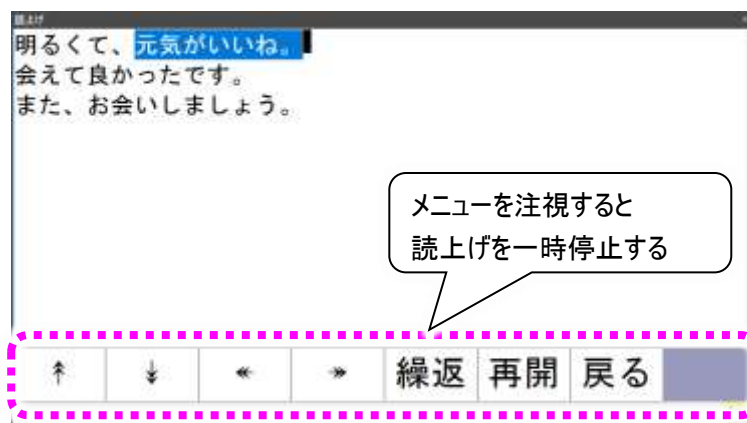 読上げ
明るくて、元気がいいね。
会えて良かったです。
また、お会いしましょう。
メニューを注視すると
読上げを一時停止する
↟ ↡ ↞ ↠ 繰返 再開 戻る